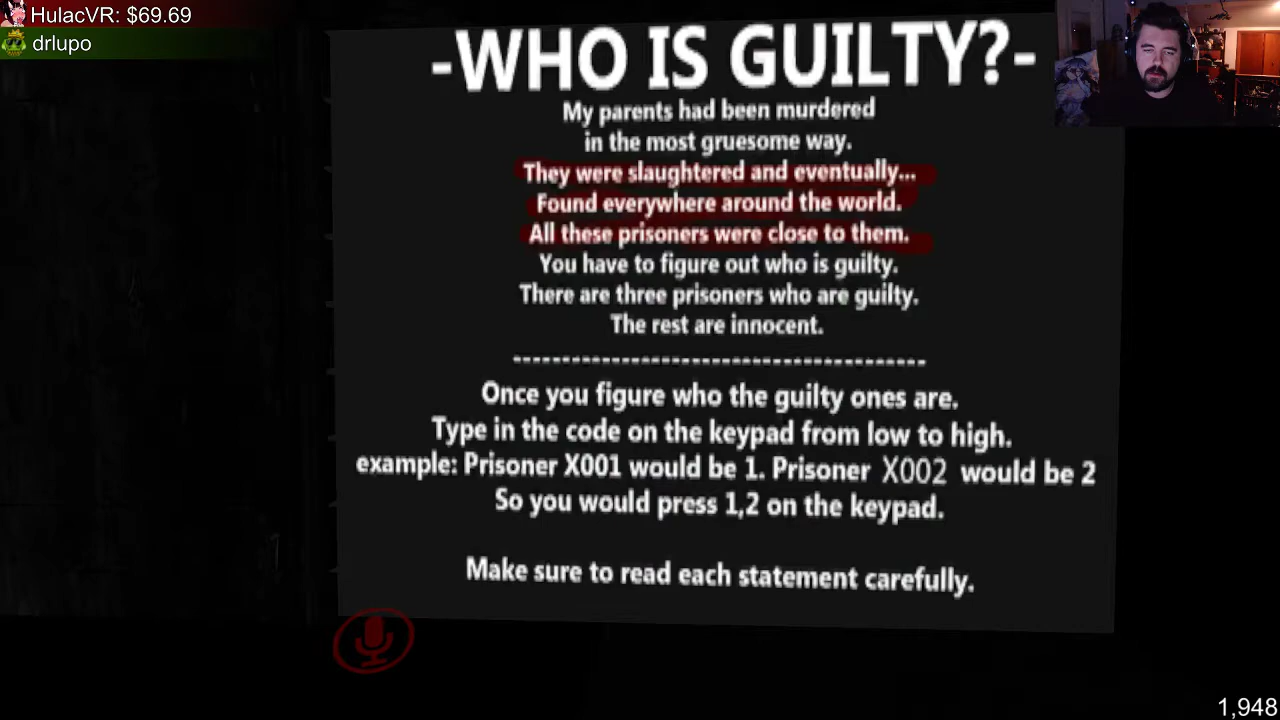 HulacVR: $69.69
drlupo
-WHO IS GUILTY?-
My parents had been murdered
in the most gruesome way.
They were slaughtered and eventually...
Found everywhere around the world.
All these prisoners were close to them.
You have to figure out who is guilty.
There are three prisoners who are guilty.
The rest are innocent.
-----------------------------------------
Once you figure who the guilty ones are.
Type in the code on the keypad from low to high.
example: Prisoner X001 would be 1. Prisoner X002 would be 2
So you would press 1,2 on the keypad.
Make sure to read each statement carefully.
1,948